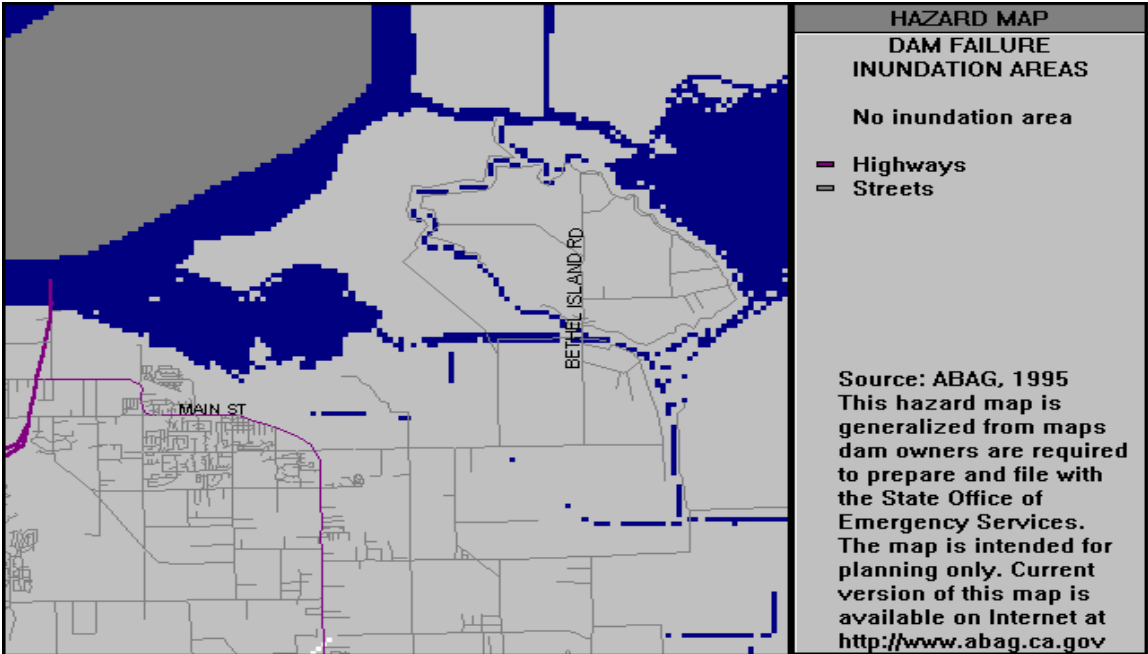 HAZARD MAP
DAM FAILURE
INUNDATION AREAS
No inundation area
Highways
Streets
BETHEL ISLAND RD
MAIN ST
Source: ABAG, 1995
This hazard map is
generalized from maps
dam owners are required
to prepare and file with
the State Office of
Emergency Services.
The map is intended for
planning only. Current
version of this map is
available on Internet at
http://www.abag.ca.gov